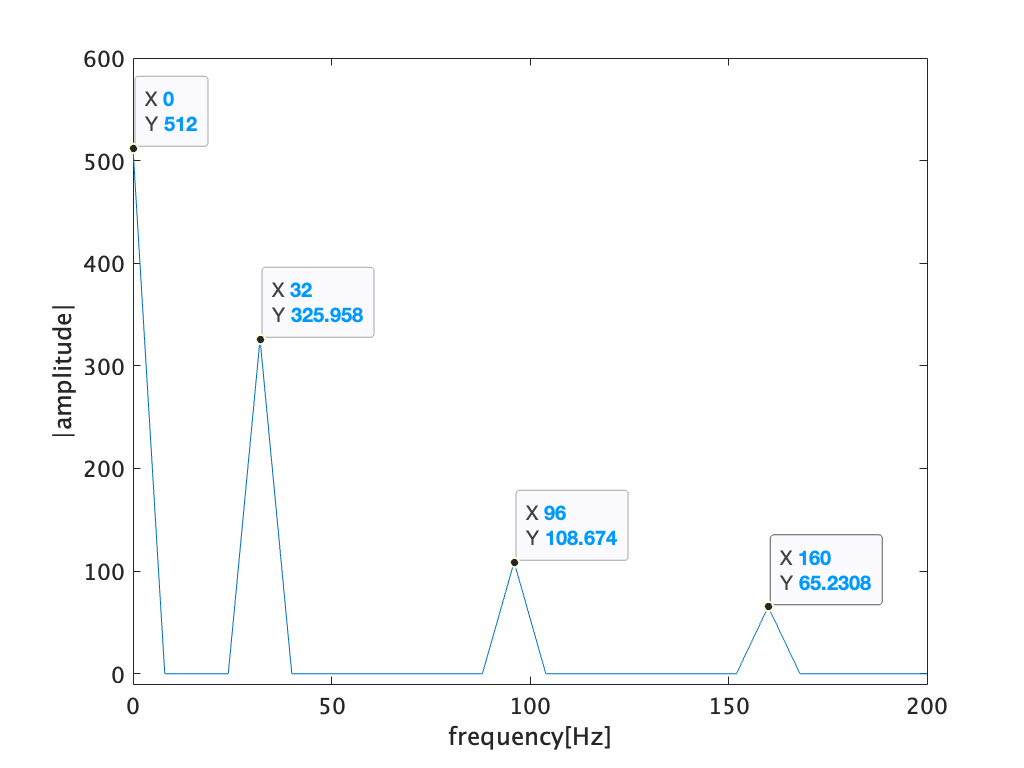 600
500
400
300
200
100
0
|amplitude|
X 0
Y 512
X 32
Y 325.958
X 96
Y 108.674
X 160
Y 65.2308
0
50
100
150
200
frequency[Hz]